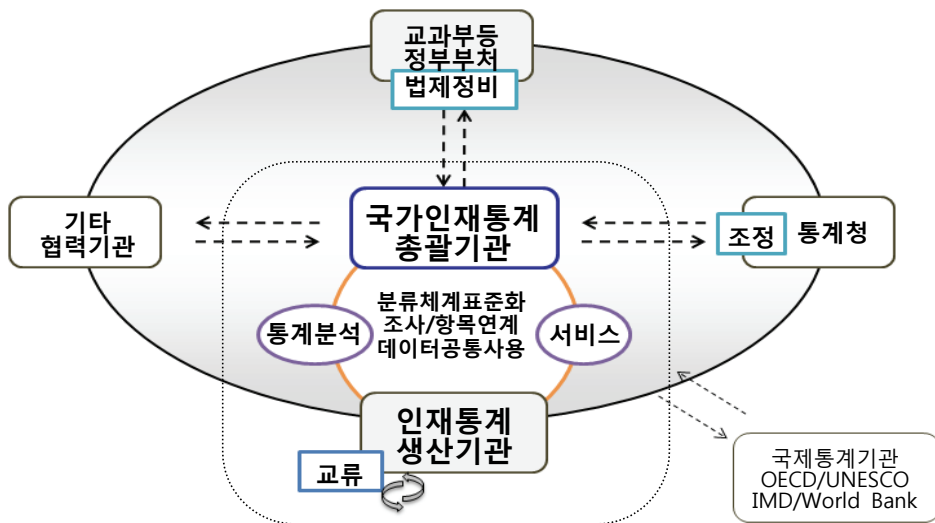 교과부등
정부부처
법제정비
기타
협력기관
국가인재통계
총괄기관
조정
통계청
분류체계표준화
조사/항목연계
데이터공통사용
통계분석
서비스
인재통계
생산기관
교류
국제통계기관
OECD/UNESCO
IMD/World Bank